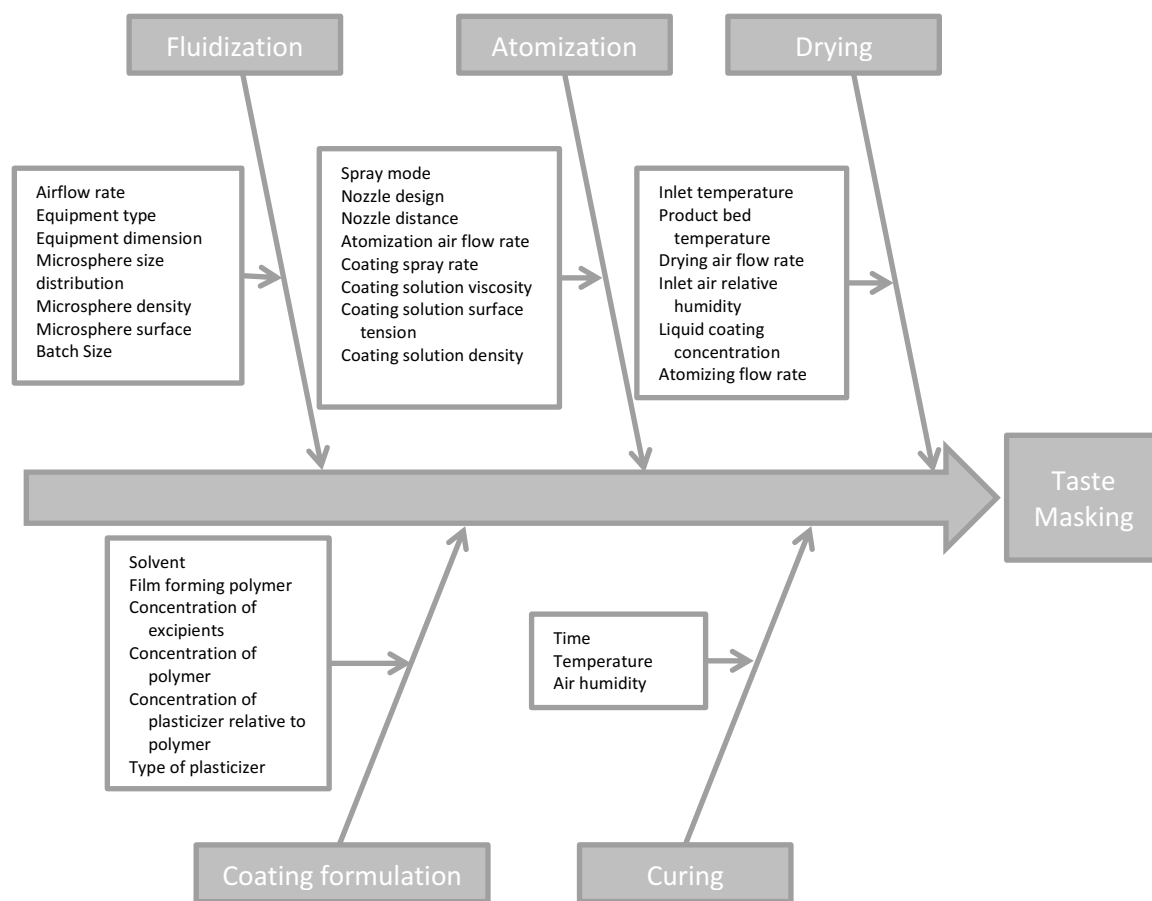 Fluidization
Atomization
Drying
Airflow rate
Equipment type
Equipment dimension
Microsphere size
distribution
Microsphere density
Microsphere surface
Batch Size
Spray mode
Nozzle design
Nozzle distance
Atomization air flow rate
Coating spray rate
Coating solution viscosity
Coating solution surface
tension
Coating solution density
Inlet temperature
Product bed
temperature
Drying air flow rate
Inlet air relative
humidity
Liquid coating
concentration
Atomizing flow rate
Taste
Masking
Solvent
Film forming polymer
Concentration of
excipients
Concentration of
polymer
Concentration of
plasticizer relative to
polymer
Type of plasticizer
Time
Temperature
Air humidity
Coating formulation
Curing